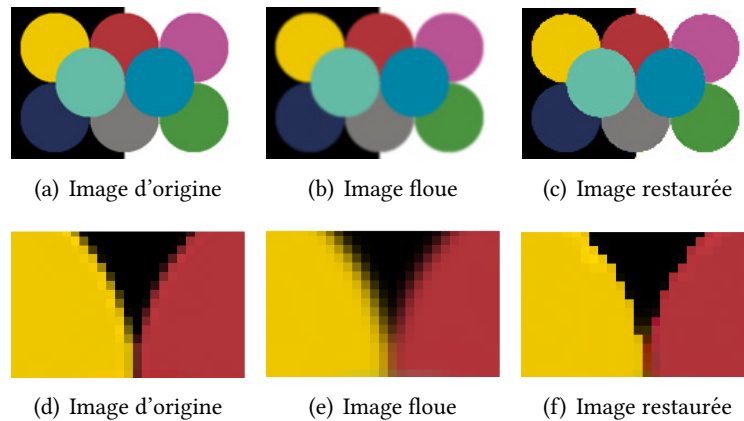 (a) Image d'origine
(b) Image floue
(c) Image restaurée
(d) Image d'origine
(e) Image floue
(f) Image restaurée